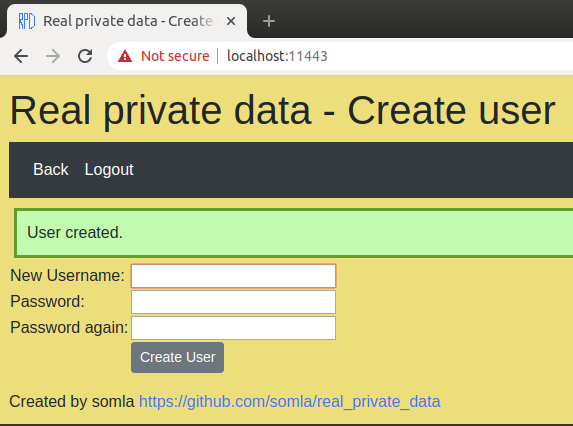 RPD Real private data - Create
Not secure localhost:11443
Real private data - Create user
Back Logout
User created.
New Username:
Password:
Password again:
Create User
Created by somla https://github.com/somla/real_private_data